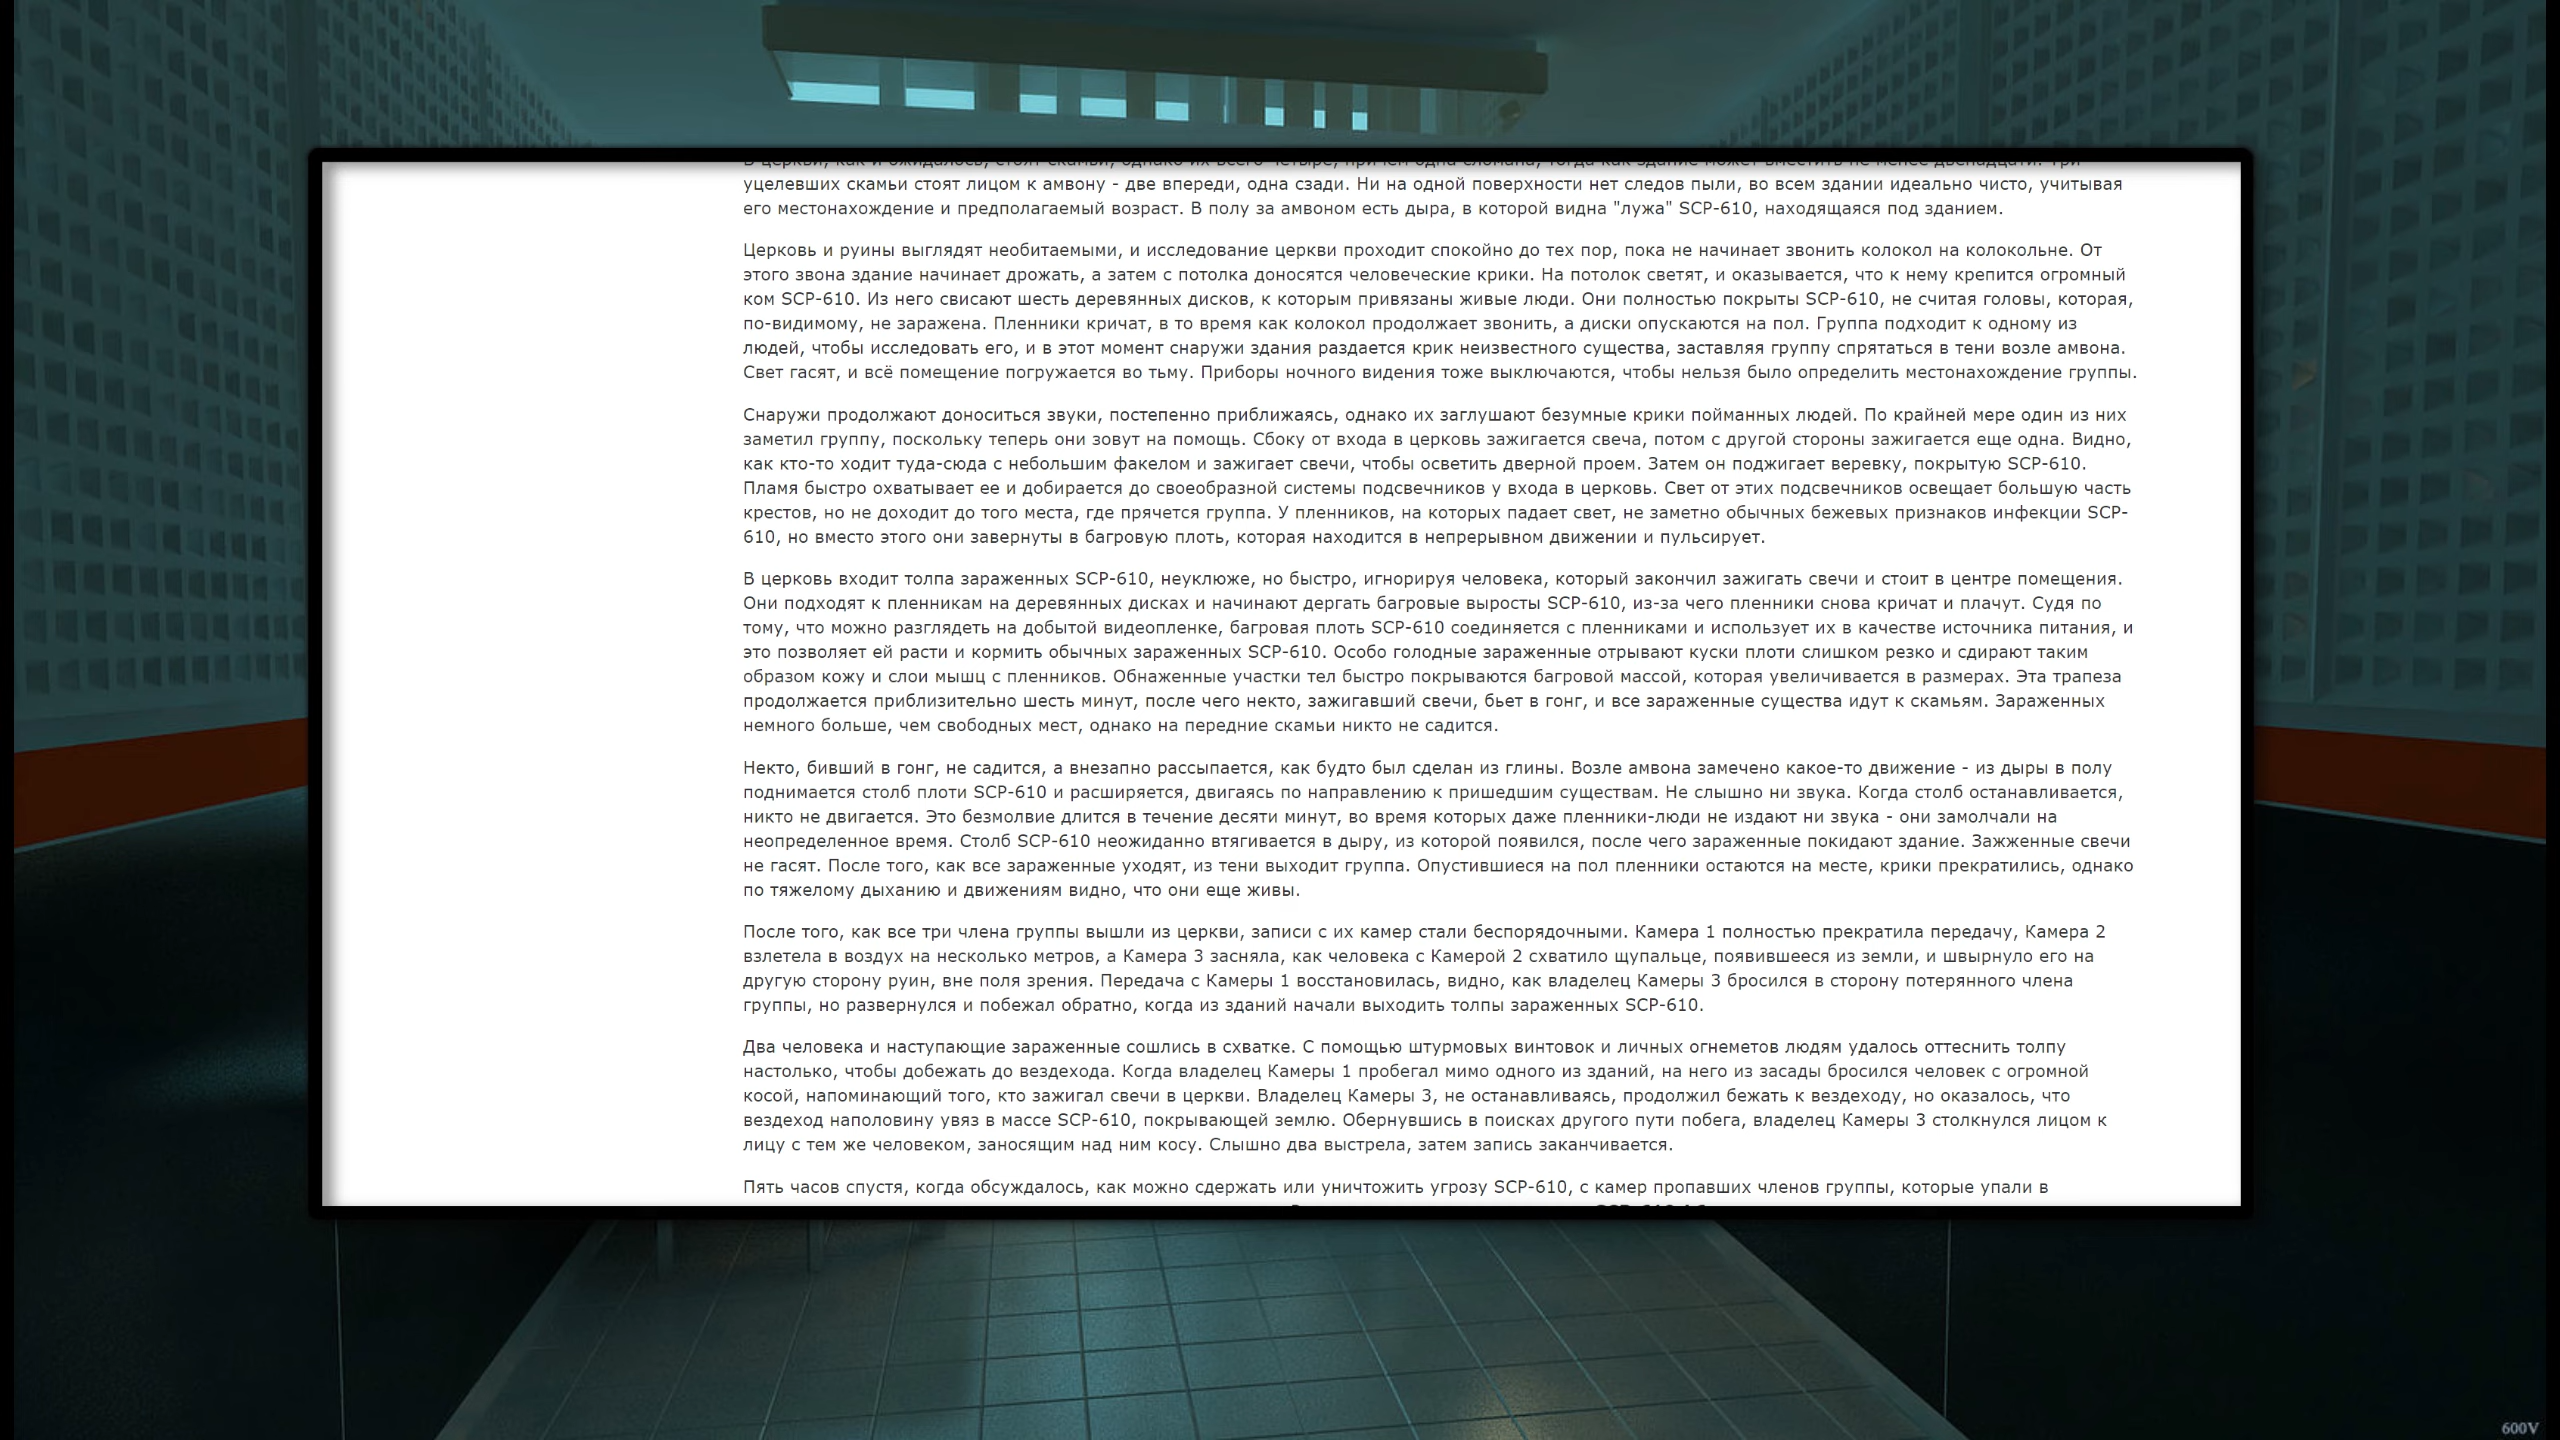 уцелевших скамьи стоят лицом к амвону - две впереди, одна сзади. Ни на одной поверхности нет следов пыли, во всем здании идеально чисто, учитывая
его местонахождение и предполагаемый возраст. В полу за амвоном есть дыра, в которой видна "лужа" SCP-610, находящаяся под зданием.
Церковь и руины выглядят необитаемыми, и исследование церкви проходит спокойно до тех пор, пока не начинает звонить колокол на колокольне. От
этого звона здание начинает дрожать, а затем с потолка доносятся человеческие крики. На потолок светят, и оказывается, что к нему крепится огромный
ком SCP-610. Из него свисают шесть деревянных дисков, к которым привязаны живые люди. Они полностью покрыты SCP-610, не считая головы, которая,
по-видимому, не заражена. Пленники кричат, в то время как колокол продолжает звонить, а диски опускаются на пол. Группа подходит к одному из
людей, чтобы исследовать его, и в этот момент снаружи здания раздается крик неизвестного существа, заставляя группу спрятаться в тени возле амвона.
Свет гасят, и всё помещение погружается во тьму. Приборы ночного видения тоже выключаются, чтобы нельзя было определить местонахождение группы.
Снаружи продолжают доноситься звуки, постепенно приближаясь, однако их заглушают безумные крики пойманных людей. По крайней мере один из них
заметил группу, поскольку теперь они зовут на помощь. Сбоку от входа в церковь зажигается свеча, потом с другой стороны зажигается еще одна. Видно,
как кто-то ходит туда-сюда с небольшим факелом и зажигает свечи, чтобы осветить дверной проем. Затем он поджигает веревку, покрытую SCP-610.
Пламя быстро охватывает ее и добирается до своеобразной системы подсвечников у входа в церковь. Свет от этих подсвечников освещает большую часть
крестов, но не доходит до того места, где прячется группа. У пленников, на которых падает свет, не заметно обычных бежевых признаков инфекции SCP-
610, но вместо этого они завернуты в багровую плоть, которая находится в непрерывном движении и пульсирует.
В церковь входит толпа зараженных SCP-610, неуклюже, но быстро, игнорируя человека, который закончил зажигать свечи и стоит в центре помещения.
Они подходят к пленникам на деревянных дисках и начинают дергать багровые выросты SCP-610, из-за чего пленники снова кричат и плачут. Судя по
тому, что можно разглядеть на добытой видеопленке, багровая плоть SCP-610 соединяется с пленниками и использует их в качестве источника питания, и
это позволяет ей расти и кормить обычных зараженных SCP-610. Особо голодные зараженные отрывают куски плоти слишком резко и сдирают таким
образом кожу и слои мышц с пленников. Обнаженные участки тел быстро покрываются багровой массой, которая увеличивается в размерах. Эта трапеза
продолжается приблизительно шесть минут, после чего некто, зажигавший свечи, бьет в гонг, и все зараженные существа идут к скамьям. Зараженных
немного больше, чем свободных мест, однако на передние скамьи никто не садится.
Некто, бивший в гонг, не садится, а внезапно рассыпается, как будто был сделан из глины. Возле амвона замечено какое-то движение - из дыры в полу
поднимается столб плоти SCP-610 и расширяется, двигаясь по направлению к пришедшим существам. Не слышно ни звука. Когда столб останавливается,
никто не двигается. Это безмолвие длится в течение десяти минут, во время которых даже пленники-люди не издают ни звука - они замолчали на
неопределенное время. Столб SCP-610 неожиданно втягивается в дыру, из которой появился, после чего зараженные покидают здание. Зажженные свечи
не гасят. После того, как все зараженные уходят, из тени выходит группа. Опустившиеся на пол пленники остаются на месте, крики прекратились, однако
по тяжелому дыханию и движениям видно, что они еще живы.
После того, как все три члена группы вышли из церкви, записи с их камер стали беспорядочными. Камера 1 полностью прекратила передачу, Камера 2
взлетела в воздух на несколько метров, а Камера 3 засняла, как человека с Камерой 2 схватило щупальце, появившееся из земли, и швырнуло его на
другую сторону руин, вне поля зрения. Передача с Камеры 1 восстановилась, видно, как владелец Камеры 3 бросился в сторону потерянного члена
группы, но развернулся и побежал обратно, когда из зданий начали выходить толпы зараженных SCP-610.
Два человека и наступающие зараженные сошлись в схватке. С помощью штурмовых винтовок и личных огнеметов людям удалось оттеснить толпу
настолько, чтобы добежать до вездехода. Когда владелец Камеры 1 пробегал мимо одного из зданий, на него из засады бросился человек с огромной
косой, напоминающий того, кто зажигал свечи в церкви. Владелец Камеры 3, не останавливаясь, продолжил бежать к вездеходу, но оказалось, что
вездеход наполовину увяз в массе SCP-610, покрывающей землю. Обернувшись в поисках другого пути побега, владелец Камеры 3 столкнулся лицом к
лицу с тем же человеком, заносящим над ним косу. Слышно два выстрела, затем запись заканчивается.
Пять часов спустя, когда обсуждалось, как можно сдержать или уничтожить угрозу SCP-610, с камер пропавших членов группы, которые упали в
600V